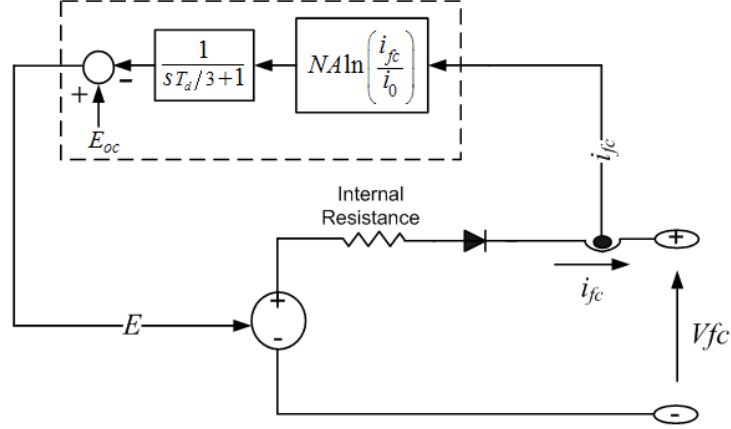 1
sT_d/3+1
NA ln(i_fc/i_0)
+
-
E_oc
i_fc
Internal
Resistance
+
i_fc
+
E
-
Vfc
-